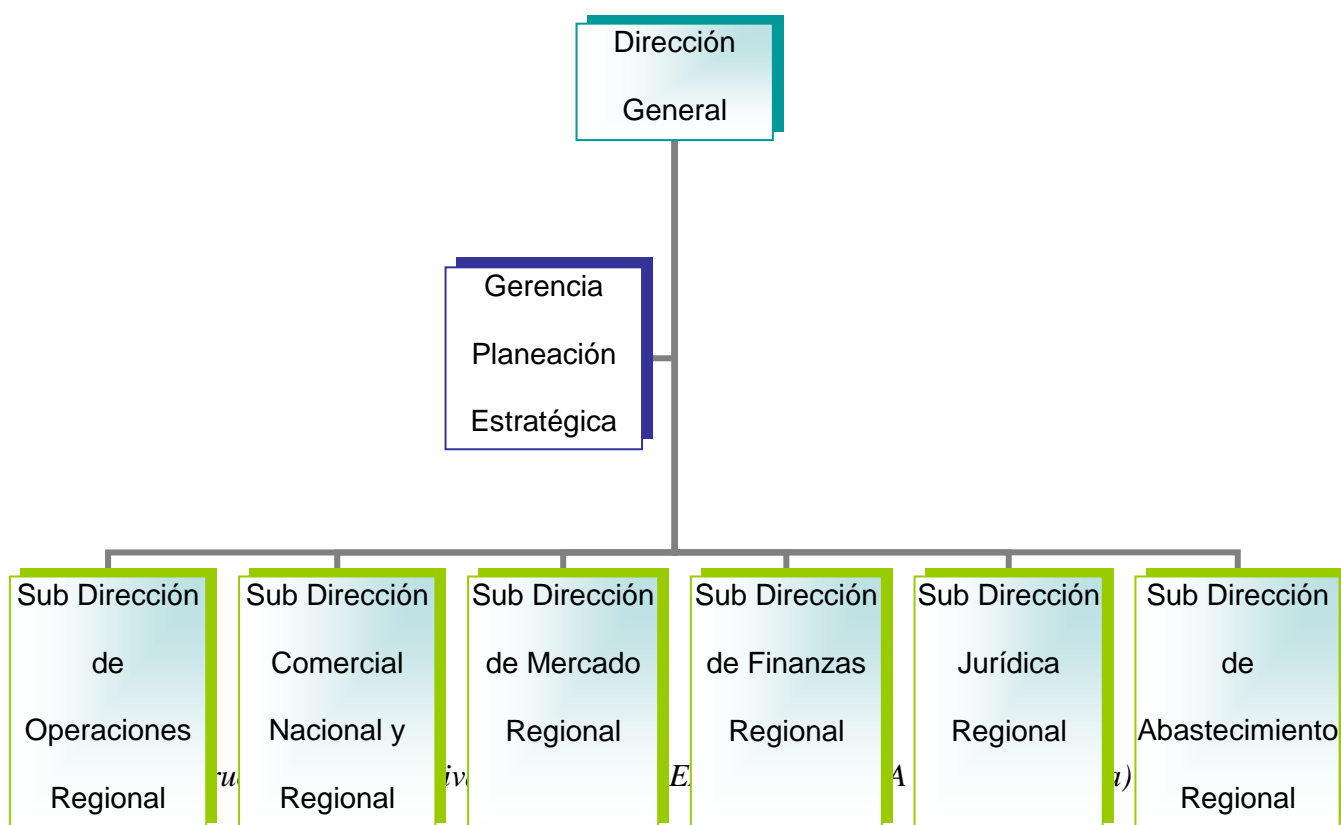 Dirección
General
Gerencia
Planeación
Estratégica
Sub Dirección
de
Operaciones
Regional
Sub Dirección
Comercial
Nacional y
Regional
Sub Dirección
de Mercado
Regional
Sub Dirección
de Finanzas
Regional
Sub Dirección
Jurídica
Regional
Sub Dirección
de
Abastecimiento
Regional